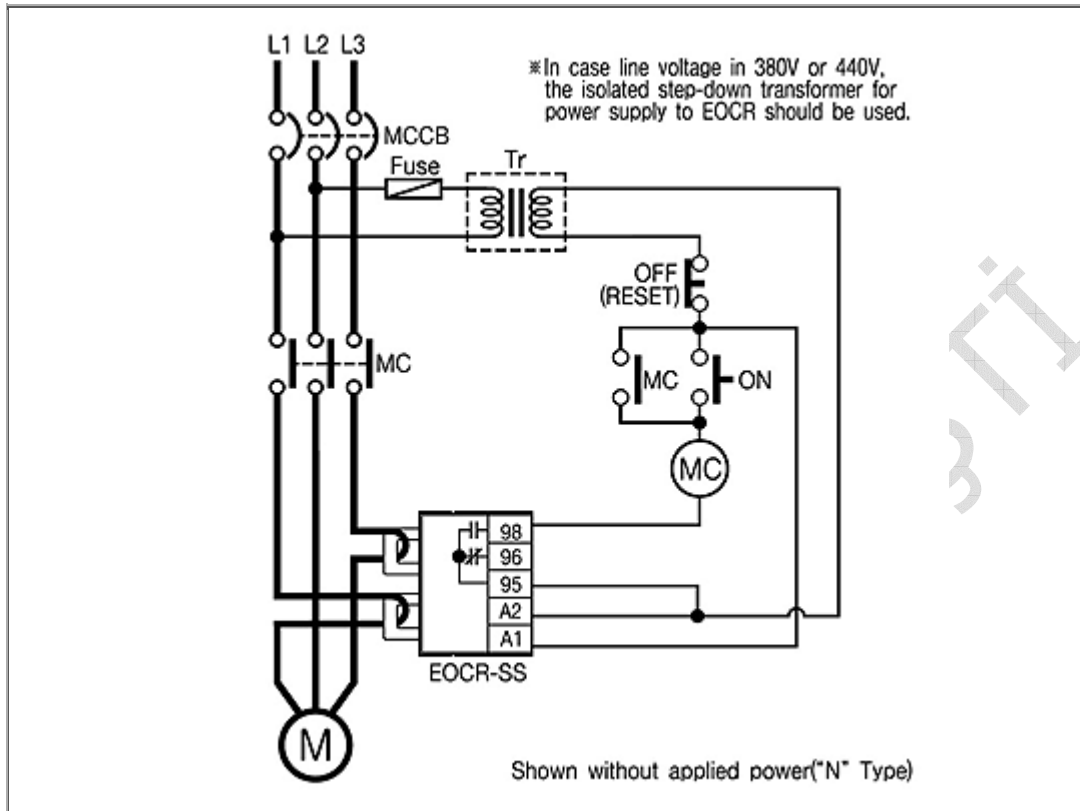 L1 L2 L3
※In case line voltage in 380V or 440V,
the isolated step-down transformer for
power supply to EOCR should be used.
MCCB
Fuse
Tr
OFF
(RESET)
MC
MC
ON
MC
98
96
95
A2
A1
EOCR-SS
M
Shown without applied power("N" Type)